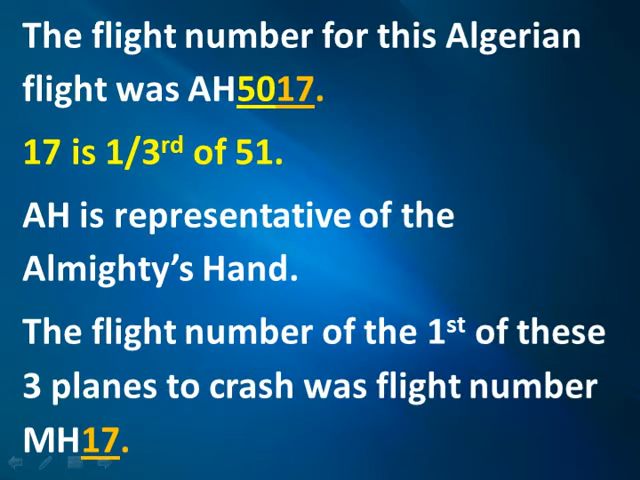 The flight number for this Algerian
flight was AH5017.
17 is 1/3rd of 51.
AH is representative of the
Almighty’s Hand.
The flight number of the 1st of these
3 planes to crash was flight number
MH17.